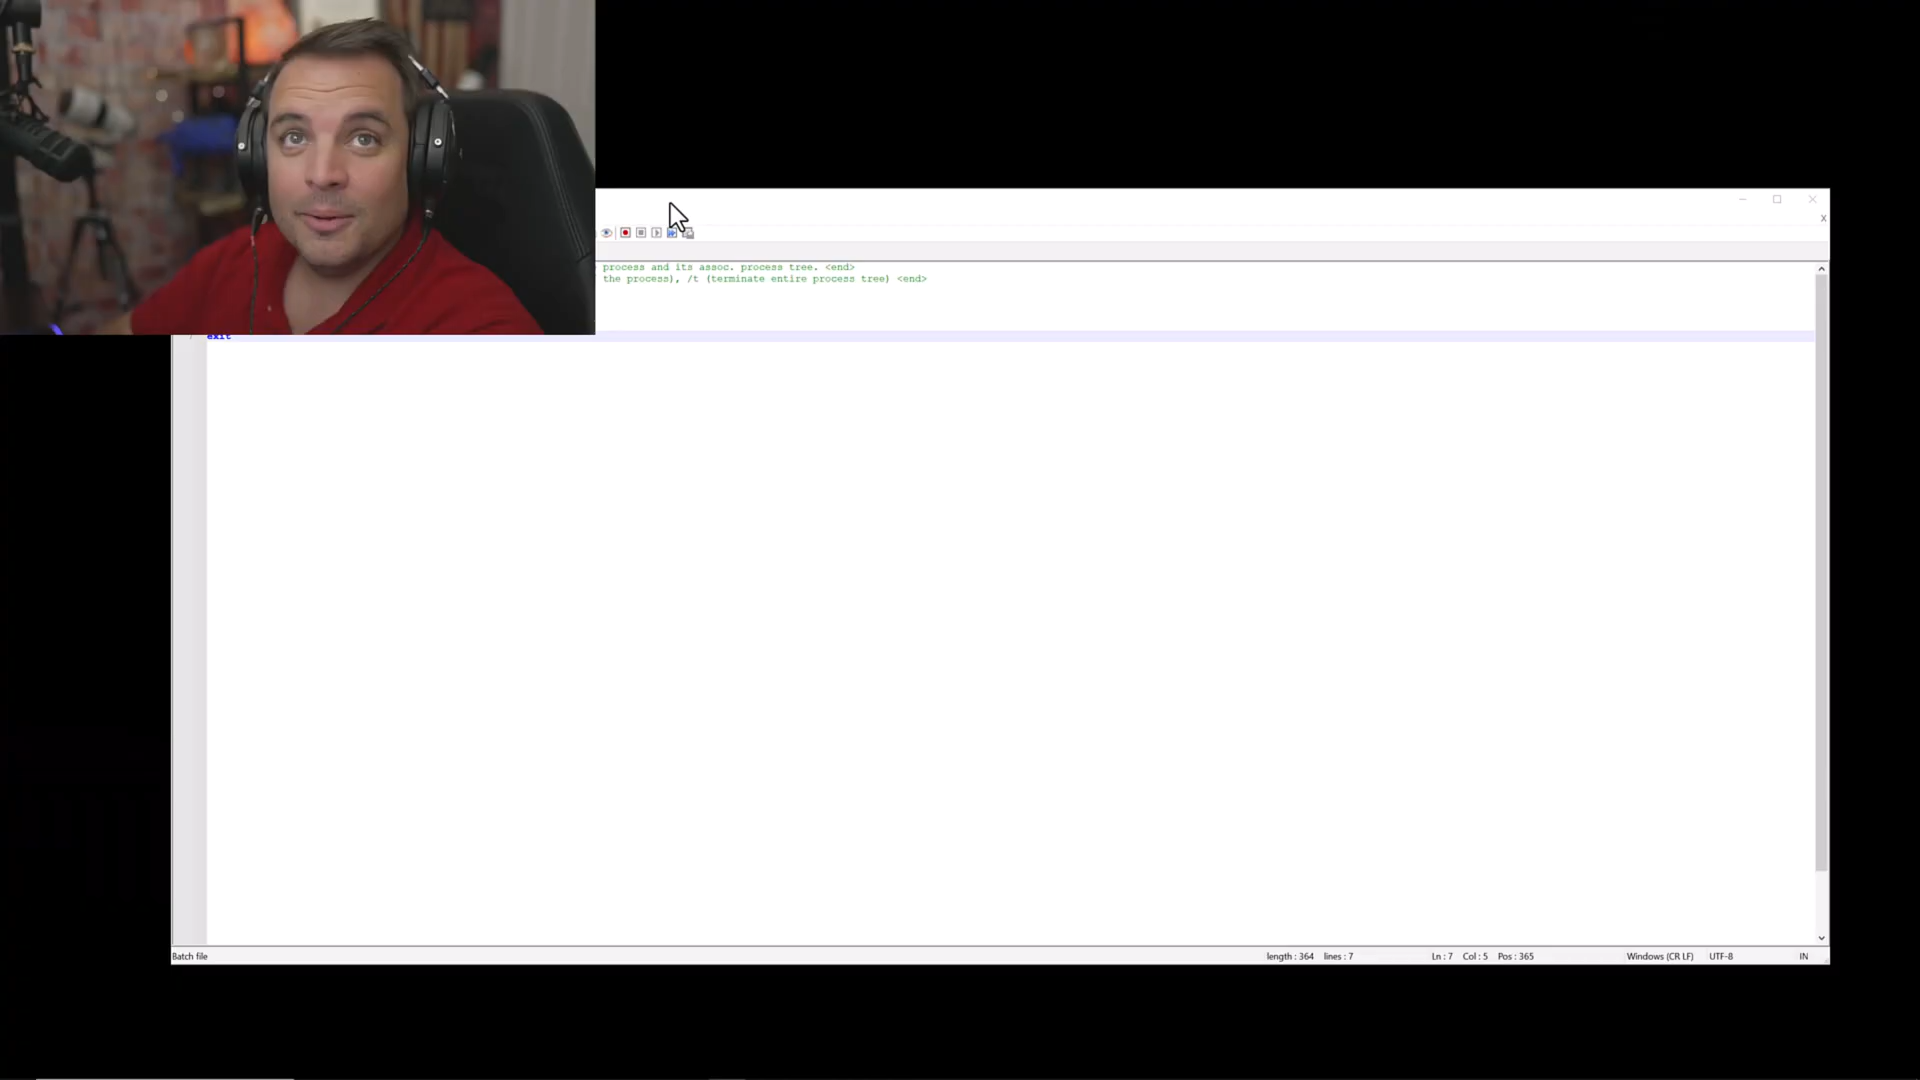 X
process and its assoc. process tree. <end>
the process), /t (terminate entire process tree) <end>
7 exit
Batch file length : 364 lines : 7 Ln : 7 Col : 5 Pos : 365 Windows (CR LF) UTF-8 IN